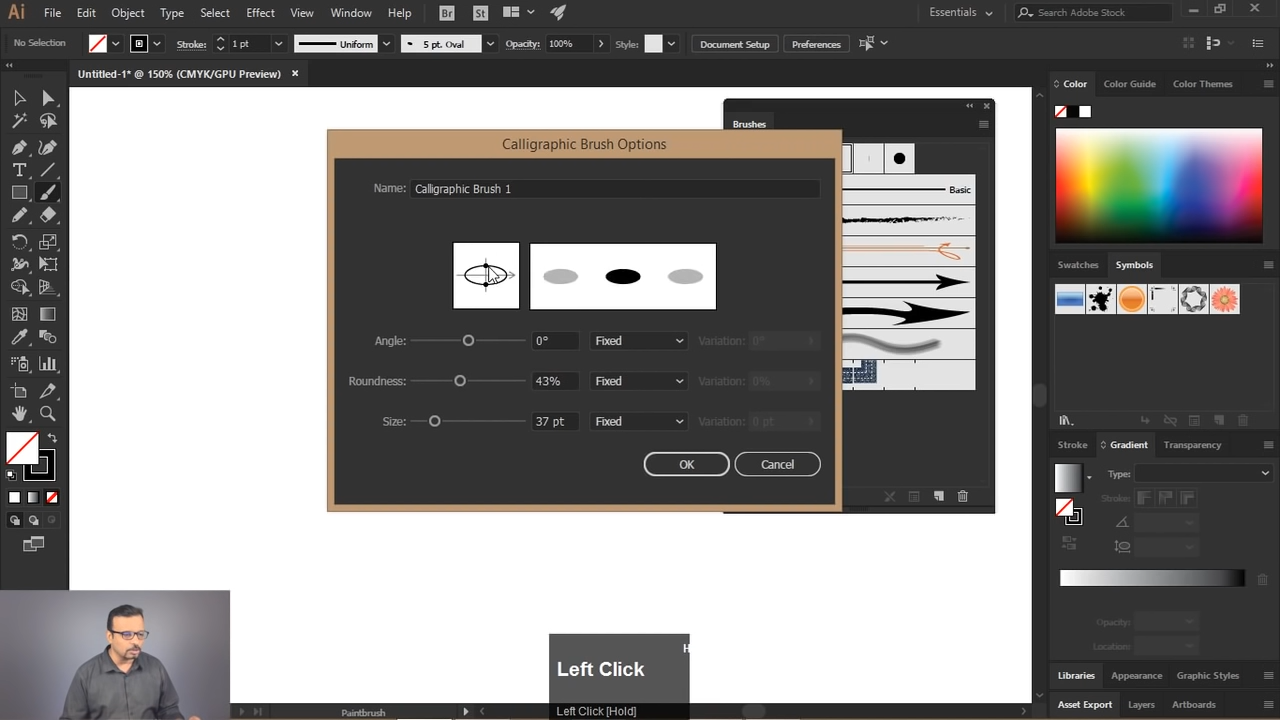 Ai File Edit Object Type Select Effect View Window Help Br St Essentials Search Adobe Stock
No Selection Stroke: 1 pt Uniform 5 pt. Oval Opacity: 100% Style: Document Setup Preferences
Untitled-1* @ 150% (CMYK/GPU Preview)
Color Color Guide Color Themes
Brushes
Calligraphic Brush Options
Name: Calligraphic Brush 1
Basic
Swatches Symbols
Angle: 0° Fixed Variation: 0°
Roundness: 43% Fixed Variation: 0%
Size: 37 pt Fixed Variation: 0 pt
OK Cancel
Stroke Gradient Transparency
Type:
Stroke:
Opacity:
Location:
H
Left Click
Left Click [Hold]
Libraries Appearance Graphic Styles
Asset Export Layers Artboards
Paintbrush